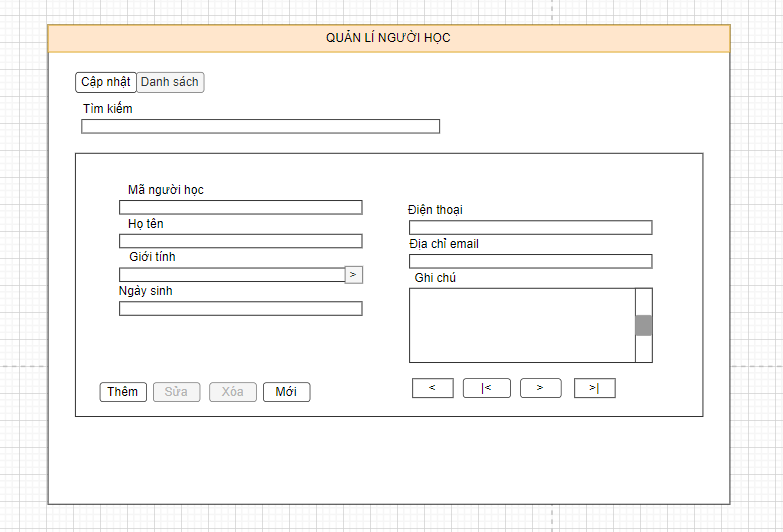 QUẢN LÍ NGƯỜI HỌC
Cập nhật Danh sách
Tìm kiếm
Mã người học
Họ tên
Giới tính
>
Ngày sinh
Điện thoại
Địa chỉ email
Ghi chú
Thêm Sửa Xóa Mới
< |< > >|